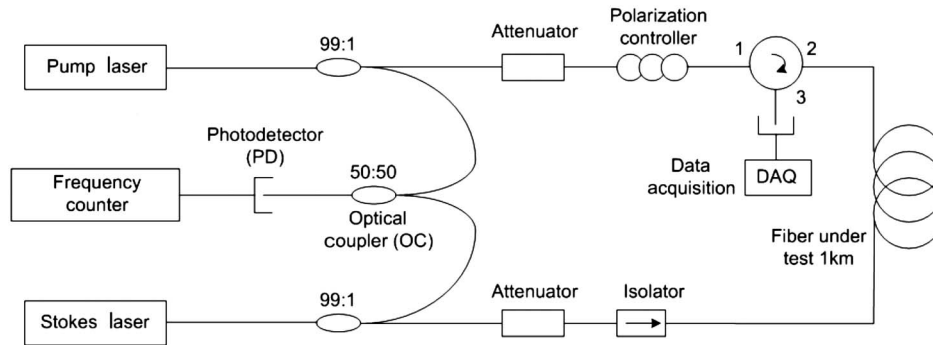 Pump laser
99:1
Attenuator
Polarization
controller
1
2
3
Photodetector
(PD)
Frequency
counter
50:50
Optical
coupler (OC)
Data
acquisition
DAQ
Fiber under
test 1km
Stokes laser
99:1
Attenuator
Isolator